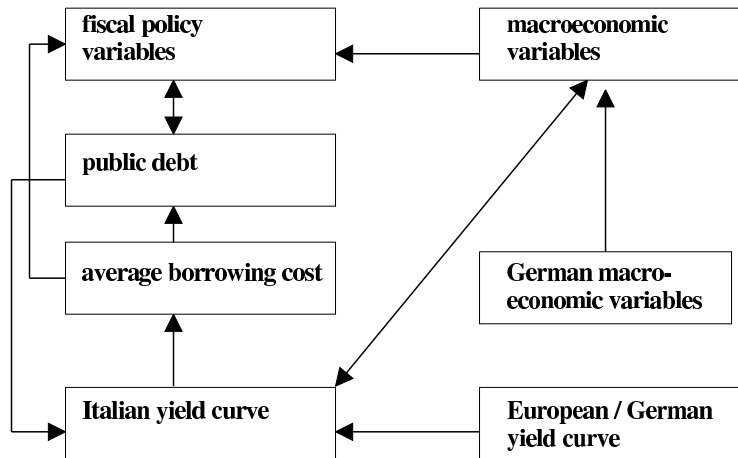 fiscal policy
variables
macroeconomic
variables
public debt
average borrowing cost
German macro-
economic variables
Italian yield curve
European / German
yield curve